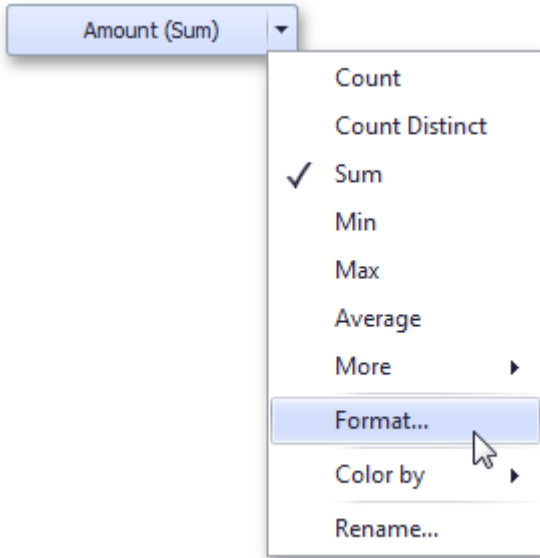 Amount (Sum)
Count
Count Distinct
Sum
Min
Max
Average
More
Format...
Color by
Rename...